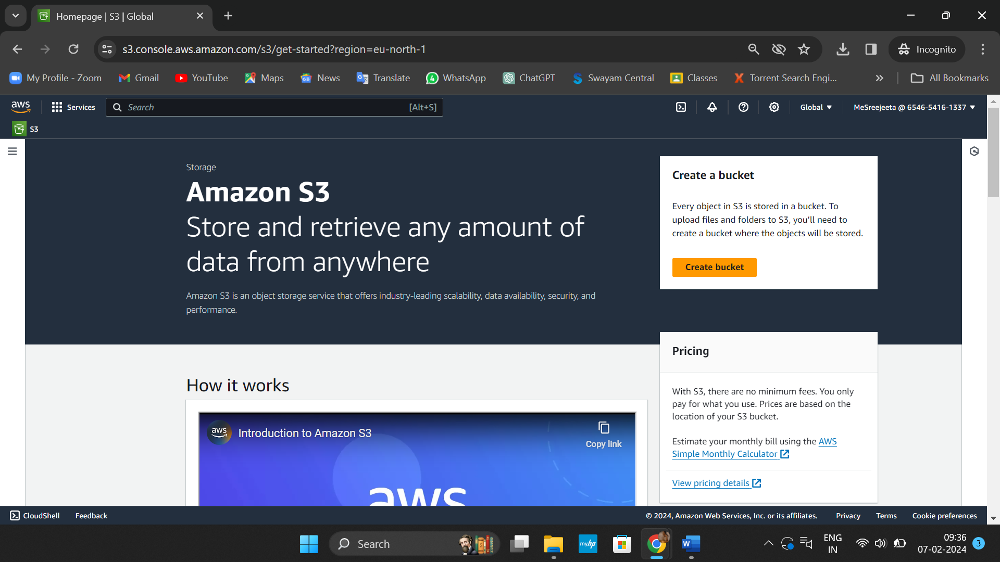 Homepage | S3 | Global
s3.console.aws.amazon.com/s3/get-started?region=eu-north-1
Incognito
My Profile - Zoom
Gmail
YouTube
Maps
News
Translate
4
WhatsApp
ChatGPT
Swayam Central
Classes
Torrent Search Engi...
All Bookmarks
aws
Services
Search
[Alt+S]
Global
MeSreejeeta @ 6546-5416-1337
S3
Storage
Amazon S3
Store and retrieve any amount of
data from anywhere
Amazon S3 is an object storage service that offers industry-leading scalability, data availability, security, and
performance.
Create a bucket
Every object in S3 is stored in a bucket. To
upload files and folders to S3, you'll need to
create a bucket where the objects will be stored.
Create bucket
Pricing
With S3, there are no minimum fees. You only
pay for what you use. Prices are based on the
location of your S3 bucket.
Estimate your monthly bill using the AWS
Simple Monthly Calculator
View pricing details
How it works
aws
Introduction to Amazon S3
Copy link
aws
CloudShell
Feedback
© 2024, Amazon Web Services, Inc. or its affiliates.
Privacy
Terms
Cookie preferences
Search
myhp
W
ENG
IN
09:36
07-02-2024
3